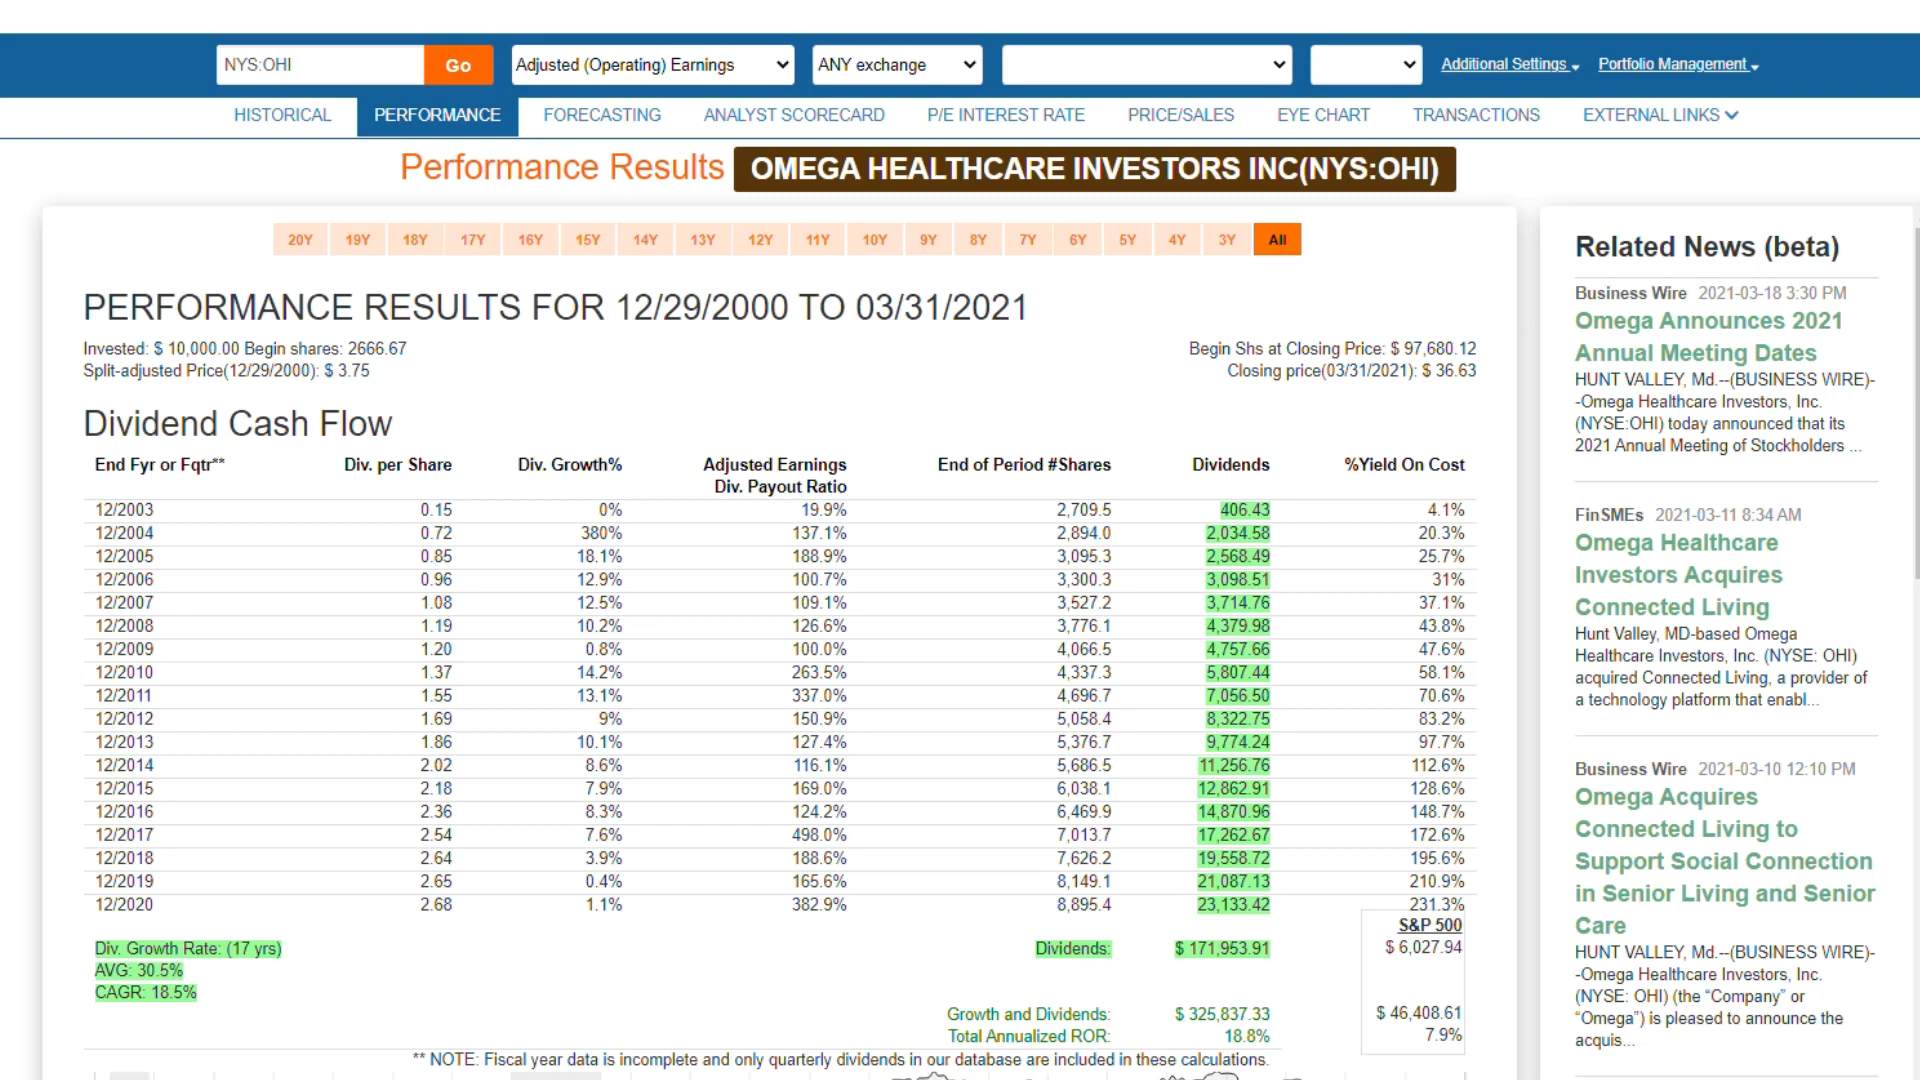 NYS:OHI Go Adjusted (Operating) Earnings ANY exchange Additional Settings Portfolio Management
HISTORICAL PERFORMANCE FORECASTING ANALYST SCORECARD P/E INTEREST RATE PRICE/SALES EYE CHART TRANSACTIONS EXTERNAL LINKS
Performance Results OMEGA HEALTHCARE INVESTORS INC(NYS:OHI)
20Y 19Y 18Y 17Y 16Y 15Y 14Y 13Y 12Y 11Y 10Y 9Y 8Y 7Y 6Y 5Y 4Y 3Y All
PERFORMANCE RESULTS FOR 12/29/2000 TO 03/31/2021
Invested: $ 10,000.00 Begin shares: 2666.67 Begin Shs at Closing Price: $ 97,680.12
Split-adjusted Price(12/29/2000): $ 3.75 Closing price(03/31/2021): $ 36.63
Dividend Cash Flow
End Fyr or Fqtr** Div. per Share Div. Growth% Adjusted Earnings End of Period #Shares Dividends %Yield On Cost
Div. Payout Ratio
12/2003 0.15 0% 19.9% 2,709.5 406.43 4.1%
12/2004 0.72 380% 137.1% 2,894.0 2,034.58 20.3%
12/2005 0.85 18.1% 188.9% 3,095.3 2,568.49 25.7%
12/2006 0.96 12.9% 100.7% 3,300.3 3,098.51 31%
12/2007 1.08 12.5% 109.1% 3,527.2 3,714.76 37.1%
12/2008 1.19 10.2% 126.6% 3,776.1 4,379.98 43.8%
12/2009 1.20 0.8% 100.0% 4,066.5 4,757.66 47.6%
12/2010 1.37 14.2% 263.5% 4,337.3 5,807.44 58.1%
12/2011 1.55 13.1% 337.0% 4,696.7 7,056.50 70.6%
12/2012 1.69 9% 150.9% 5,058.4 8,322.75 83.2%
12/2013 1.86 10.1% 127.4% 5,376.7 9,774.24 97.7%
12/2014 2.02 8.6% 116.1% 5,686.5 11,256.76 112.6%
12/2015 2.18 7.9% 169.0% 6,038.1 12,862.91 128.6%
12/2016 2.36 8.3% 124.2% 6,469.9 14,870.96 148.7%
12/2017 2.54 7.6% 498.0% 7,013.7 17,262.67 172.6%
12/2018 2.64 3.9% 188.6% 7,626.2 19,558.72 195.6%
12/2019 2.65 0.4% 165.6% 8,149.1 21,087.13 210.9%
12/2020 2.68 1.1% 382.9% 8,895.4 23,133.42 231.3%
S&P 500
Div. Growth Rate: (17 yrs) Dividends: $ 171,953.91 $ 6,027.94
AVG: 30.5%
CAGR: 18.5%
Growth and Dividends: $ 325,837.33 $ 46,408.61
Total Annualized ROR: 18.8% 7.9%
** NOTE: Fiscal year data is incomplete and only quarterly dividends in our database are included in these calculations.
Related News (beta)
Business Wire 2021-03-18 3:30 PM
Omega Announces 2021
Annual Meeting Dates
HUNT VALLEY, Md.--(BUSINESS WIRE)-
-Omega Healthcare Investors, Inc.
(NYSE:OHI) today announced that its
2021 Annual Meeting of Stockholders ...
FinSMEs 2021-03-11 8:34 AM
Omega Healthcare
Investors Acquires
Connected Living
Hunt Valley, MD-based Omega
Healthcare Investors, Inc. (NYSE: OHI)
acquired Connected Living, a provider of
a technology platform that enabl...
Business Wire 2021-03-10 12:10 PM
Omega Acquires
Connected Living to
Support Social Connection
in Senior Living and Senior
Care
HUNT VALLEY, Md.--(BUSINESS WIRE)-
-Omega Healthcare Investors, Inc.
(NYSE: OHI) (the “Company” or
“Omega”) is pleased to announce the
acquis...